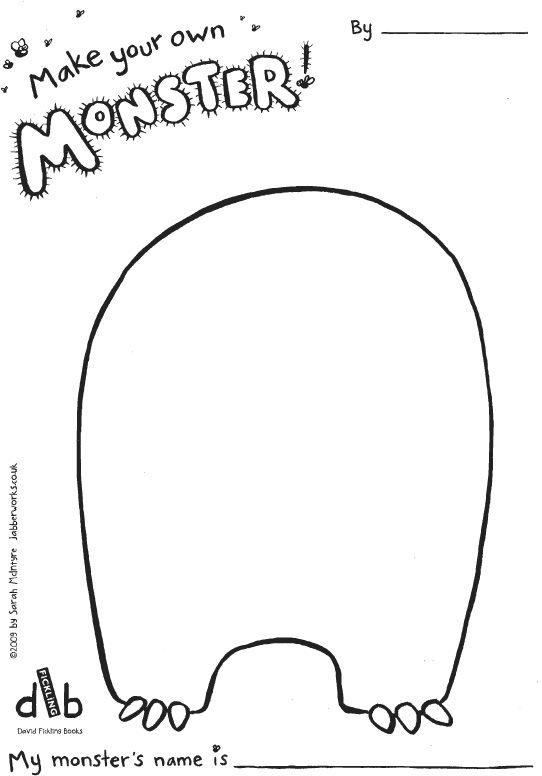 Make your own
MONSTER!
By
©2009 by Sarah McIntyre jabberworks.co.uk
dfb
FICKLING
David Fickling Books
My monster's name is